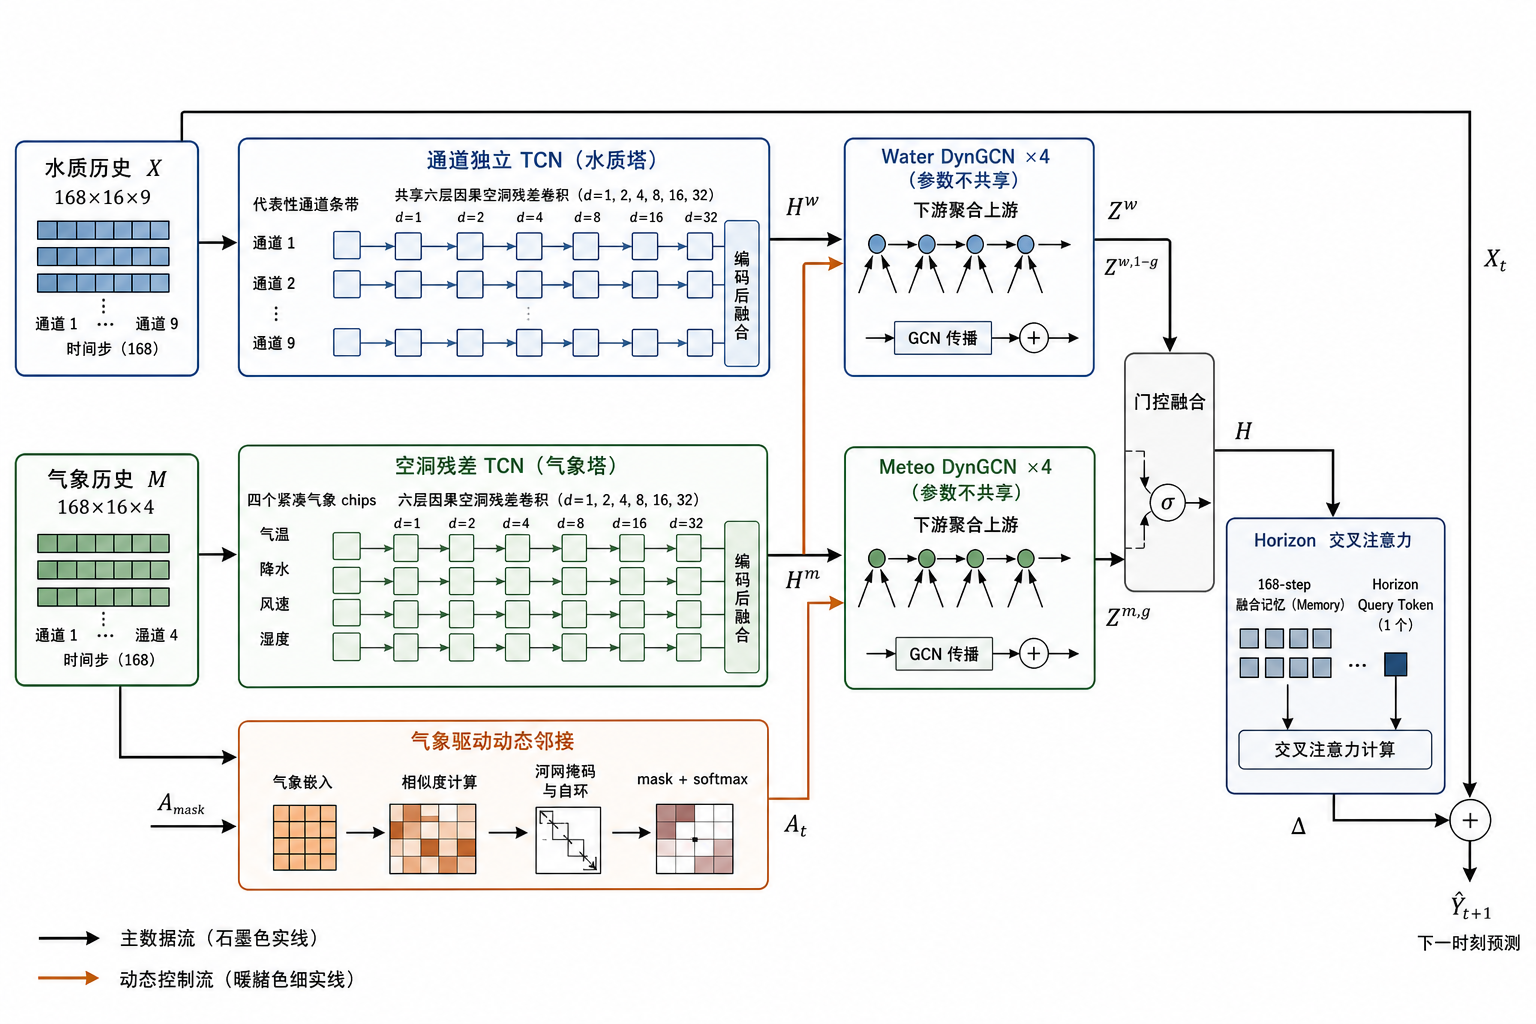 水质历史 X
168×16×9
⋮
通道 1 ··· 通道 9
时间步（168）
通道独立 TCN（水质塔）
共享六层因果空洞残差卷积（d=1, 2, 4, 8, 16, 32）
代表性通道条带
d=1 d=2 d=4 d=8 d=16 d=32
通道 1
通道 2
⋮
通道 9
编码后融合
H^w
Water DynGCN ×4
（参数不共享）
下游聚合上游
GCN 传播
+
Z^w
Z^{w,1-g}
X_t
气象历史 M
168×16×4
⋮
通道 1 ··· 湿道 4
时间步（168）
空洞残差 TCN（气象塔）
四个紧凑气象 chips 六层因果空洞残差卷积（d=1, 2, 4, 8, 16, 32）
d=1 d=2 d=4 d=8 d=16 d=32
气温
降水
风速
湿度
编码后融合
H^m
Meteo DynGCN ×4
（参数不共享）
下游聚合上游
GCN 传播
+
Z^{m,g}
门控融合
σ
H
Horizon 交叉注意力
168-step
融合记忆（Memory）
Horizon
Query Token
（1 个）
···
交叉注意力计算
Δ
+
Ŷ_{t+1}
下一时刻预测
A_{mask}
气象驱动动态邻接
气象嵌入
相似度计算
河网掩码
与自环
mask + softmax
A_t
主数据流（石墨色实线）
动态控制流（暖赭色细实线）